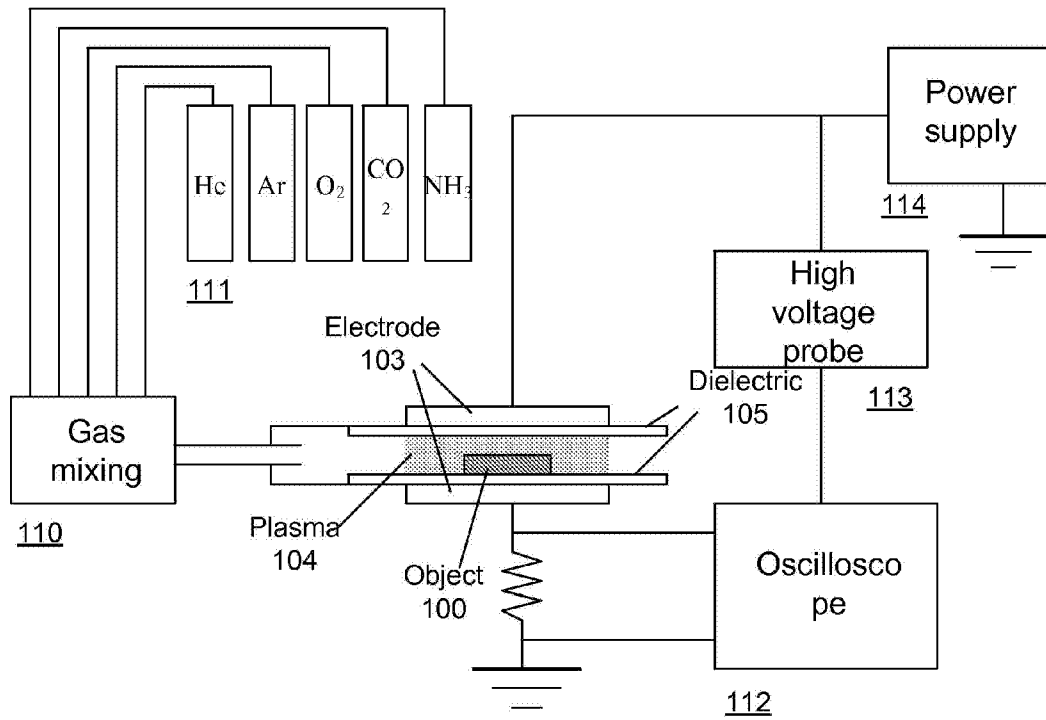 Power
supply
114
He
Ar
O₂
CO
2
NH₃
111
High
voltage
probe
113
Electrode
103
Dielectric
105
Gas
mixing
110
Plasma
104
Object
100
Oscillosco
pe
112